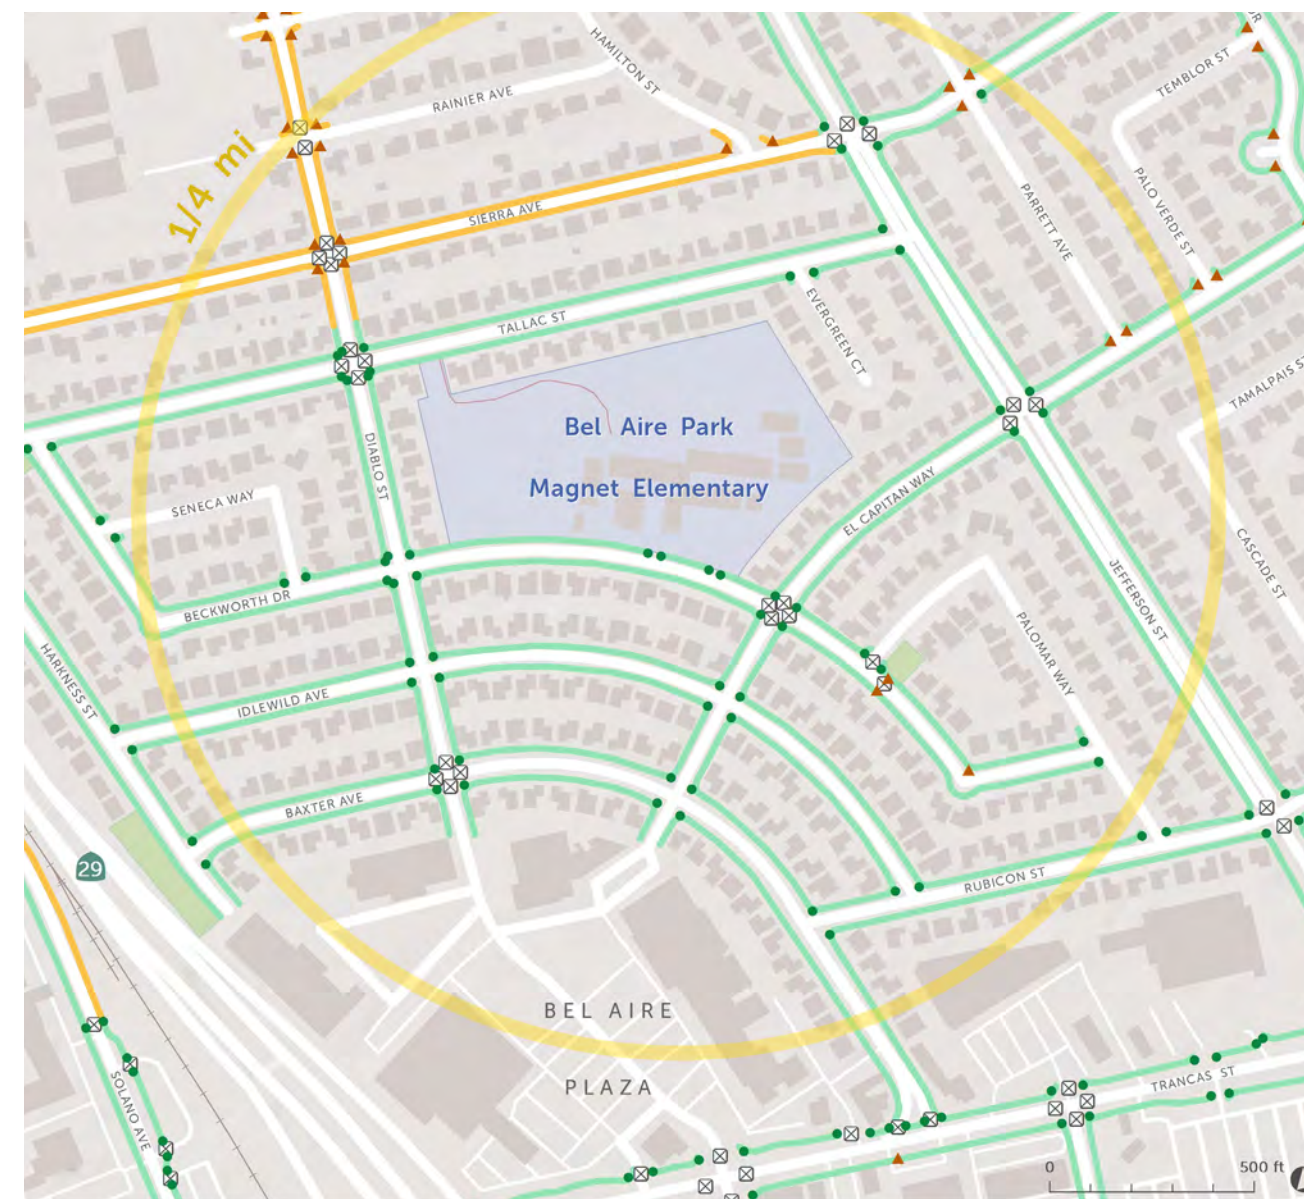 HAMILTON ST
DR
TEMBLOR ST
RAINIER AVE
1/4 mi
PALO VERDE ST
PARRETT AVE
SIERRA AVE
EVERGREEN CT
TALLAC ST
TAMALPAIS S
Bel Aire Park
Magnet Elementary
DIABLO ST
EL CAPITAN WAY
SENECA WAY
CASCADE ST
JEFFERSON ST
BECKWORTH DR
PALOMAR WAY
HARKNESS ST
IDLEWILD AVE
BAXTER AVE
29
RUBICON ST
BEL AIRE
PLAZA
TRANCAS ST
SOLANO AVE
0 500 ft